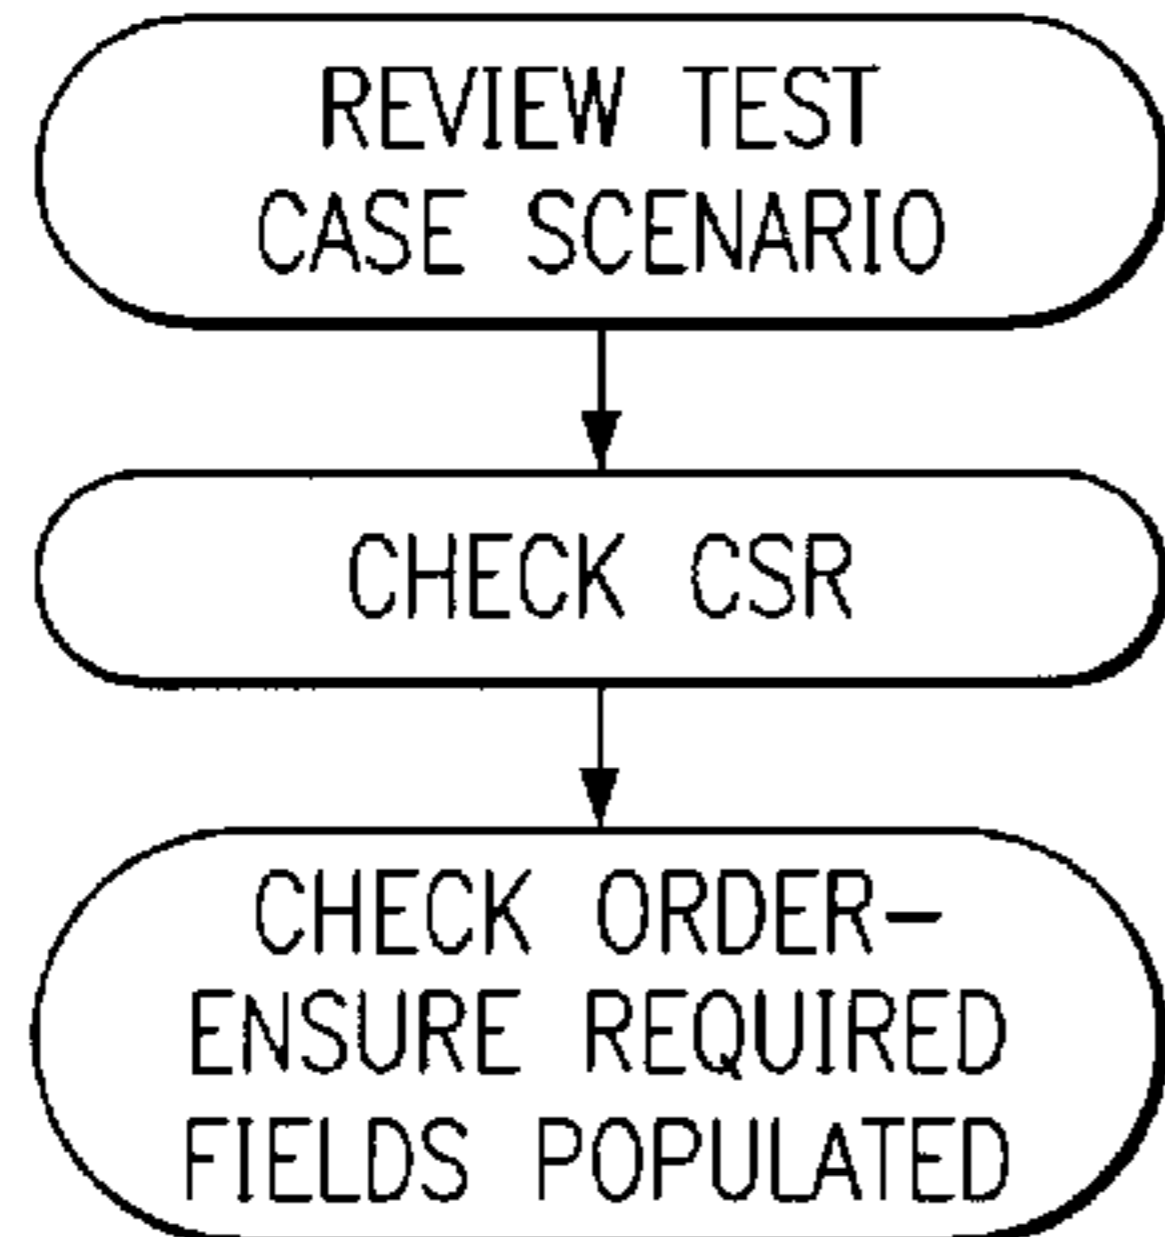 REVIEW TEST
CASE SCENARIO
CHECK CSR
CHECK ORDER–
ENSURE REQUIRED
FIELDS POPULATED